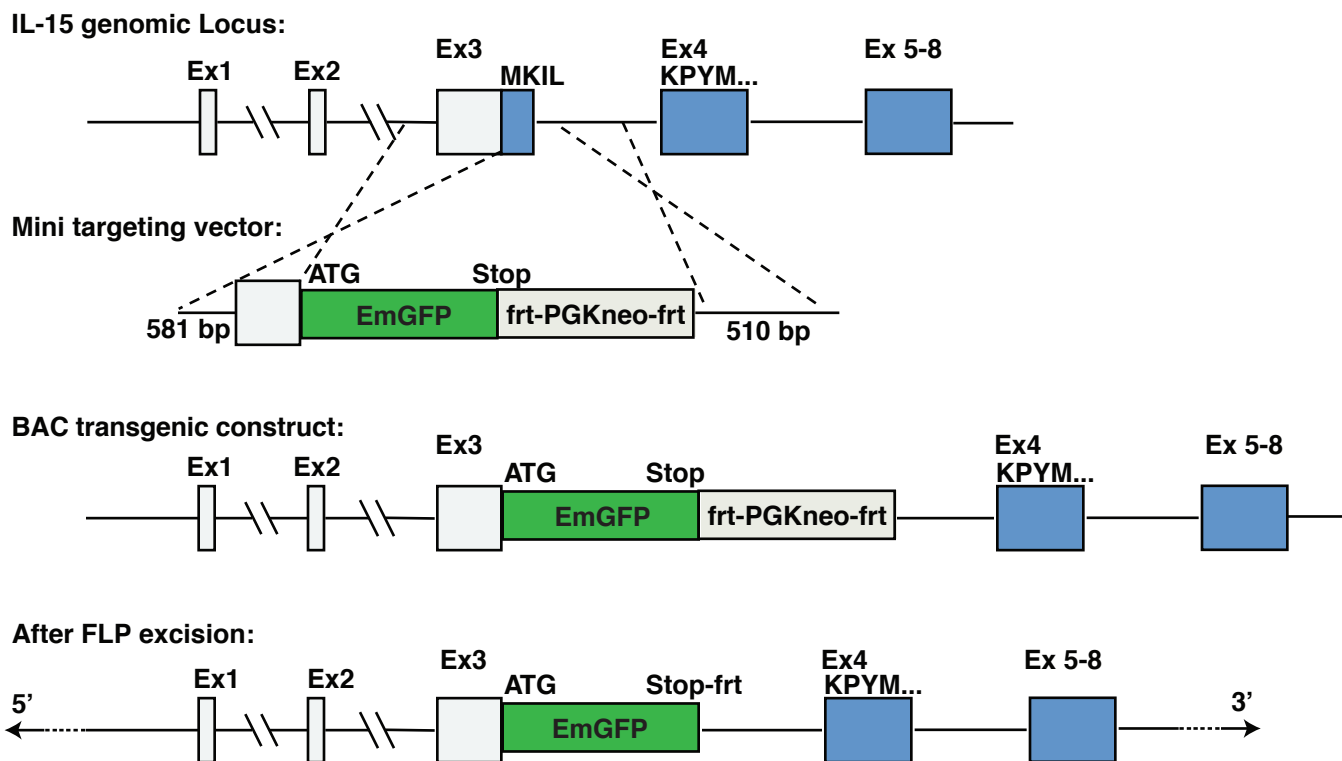 IL-15 genomic Locus:
Ex1
Ex2
Ex3
MKIL
Ex4
KPYM...
Ex 5-8
Mini targeting vector:
ATG
Stop
EmGFP
frt-PGKneo-frt
581 bp
510 bp
BAC transgenic construct:
Ex1
Ex2
Ex3
ATG
Stop
EmGFP
frt-PGKneo-frt
Ex4
KPYM...
Ex 5-8
After FLP excision:
5’
Ex1
Ex2
Ex3
ATG
Stop-frt
EmGFP
Ex4
KPYM...
Ex 5-8
3’